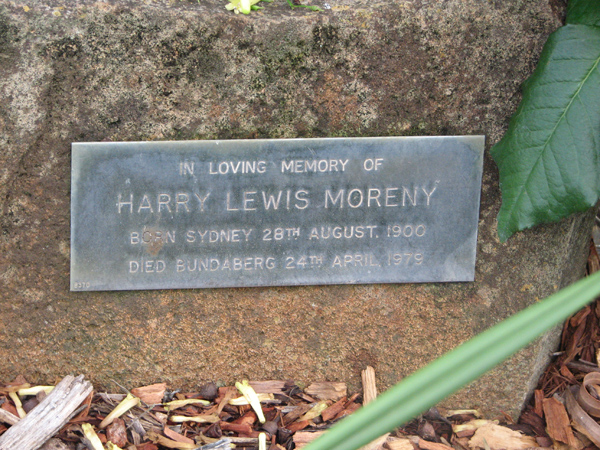 IN LOVING MEMORY OF
HARRY LEWIS MORENY
BORN SYDNEY 28TH AUGUST, 1900
DIED BUNDABERG 24TH APRIL, 1979